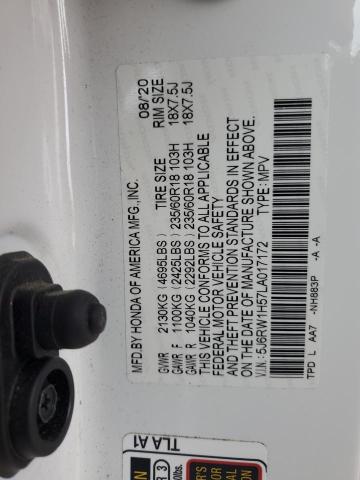 MFD.BY HONDA OF AMERICA MFG.,INC. 08/'20
TIRE SIZE RIM SIZE
GVWR 2130KG (4695LBS)
GAWR F 1100KG (2425LBS) 235/60R18 103H 18X7.5J
GAWR R 1040KG (2292LBS) 235/60R18 103H 18X7.5J
THIS VEHICLE CONFORMS TO ALL APPLICABLE
FEDERAL MOTOR VEHICLE SAFETY
AND THEFT PREVENTION STANDARDS IN EFFECT
ON THE DATE OF MANUFACTURE SHOWN ABOVE.
V.I.N.:5J6RW1H57LA017172 TYPE:MPV
TPD L AA7 -NH883P -A -A
TLA A1